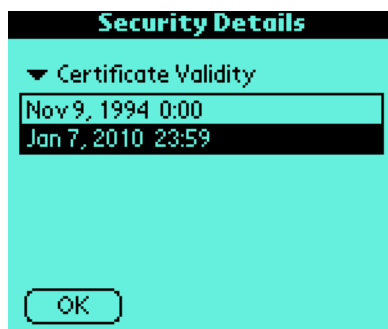 Security Details
Certificate Validity
Nov 9, 1994 0:00
Jan 7, 2010 23:59
OK